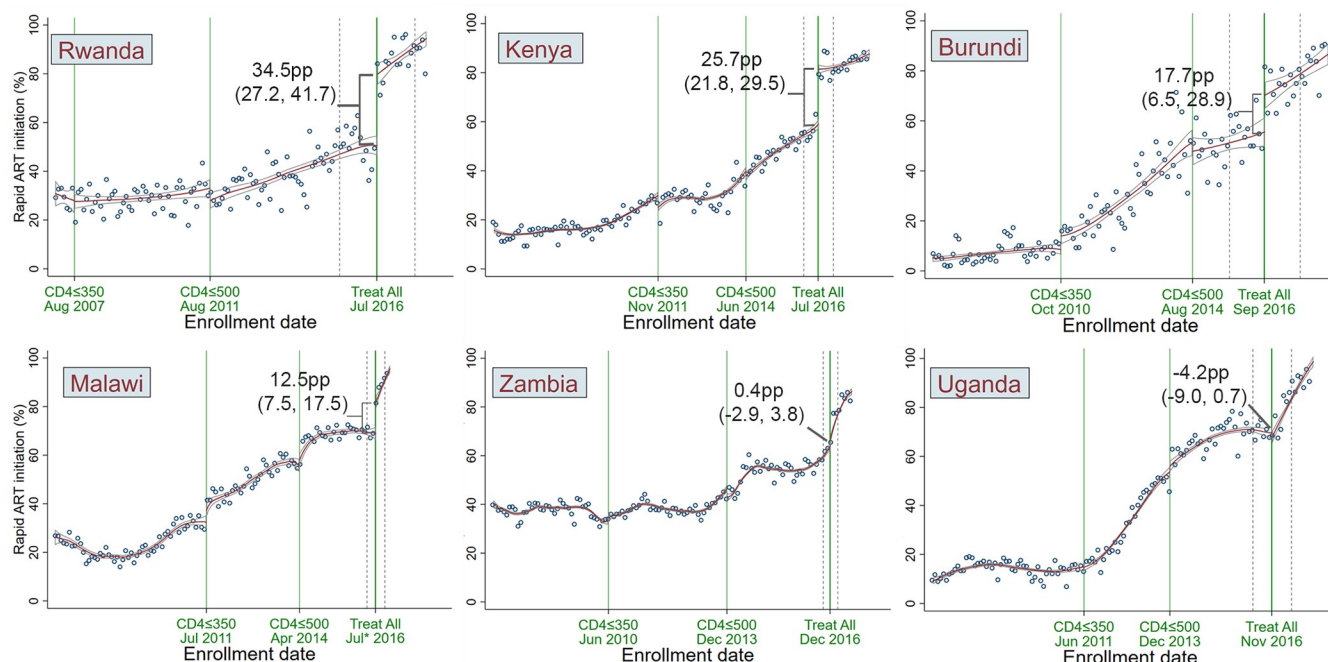 Rapid ART initiation (%)
0
20
40
60
80
100
Rwanda
34.5pp
(27.2, 41.7)
CD4≤350
Aug 2007
CD4≤500
Aug 2011
Treat All
Jul 2016
Enrollment date
0
20
40
60
80
100
Kenya
25.7pp
(21.8, 29.5)
CD4≤350
Nov 2011
CD4≤500
Jun 2014
Treat All
Jul 2016
Enrollment date
0
20
40
60
80
100
Burundi
17.7pp
(6.5, 28.9)
CD4≤350
Oct 2010
CD4≤500
Aug 2014
Treat All
Sep 2016
Enrollment date
Rapid ART initiation (%)
0
20
40
60
80
100
Malawi
12.5pp
(7.5, 17.5)
CD4≤350
Jul 2011
CD4≤500
Apr 2014
Treat All
Jul* 2016
Enrollment date
0
20
40
60
80
100
Zambia
0.4pp
(-2.9, 3.8)
CD4≤350
Jun 2010
CD4≤500
Dec 2013
Treat All
Dec 2016
Enrollment date
0
20
40
60
80
100
Uganda
-4.2pp
(-9.0, 0.7)
CD4≤350
Jun 2011
CD4≤500
Dec 2013
Treat All
Nov 2016
Enrollment date